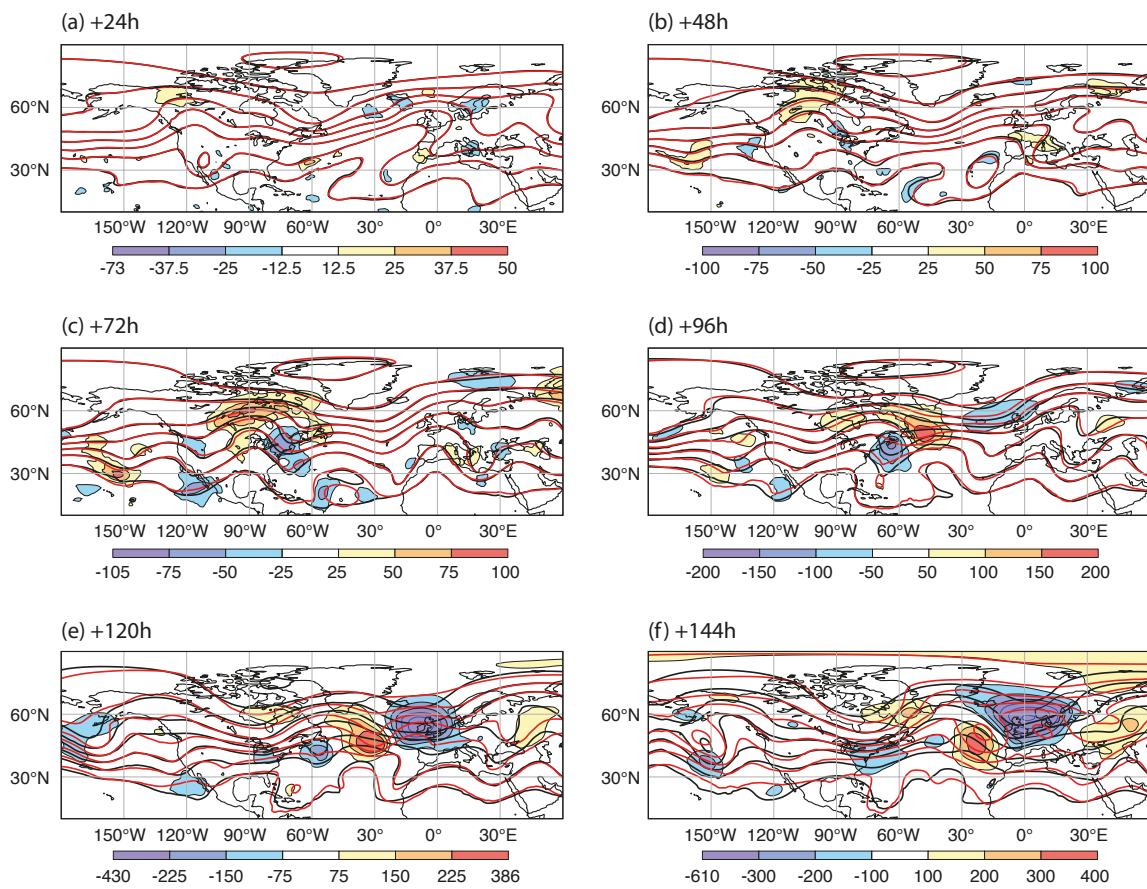 (a) +24h
(b) +48h
60°N
30°N
60°N
30°N
150°W 120°W 90°W 60°W 30° 0° 30°E
150°W 120°W 90°W 60°W 30° 0° 30°E
-73 -37.5 -25 -12.5 12.5 25 37.5 50
-100 -75 -50 -25 25 50 75 100
(c) +72h
(d) +96h
60°N
30°N
60°N
30°N
150°W 120°W 90°W 60°W 30° 0° 30°E
150°W 120°W 90°W 60°W 30° 0° 30°E
-105 -75 -50 -25 25 50 75 100
-200 -150 -100 -50 50 100 150 200
(e) +120h
(f) +144h
60°N
30°N
60°N
30°N
150°W 120°W 90°W 60°W 30° 0° 30°E
150°W 120°W 90°W 60°W 30° 0° 30°E
-430 -225 -150 -75 75 150 225 386
-610 -300 -200 -100 100 200 300 400